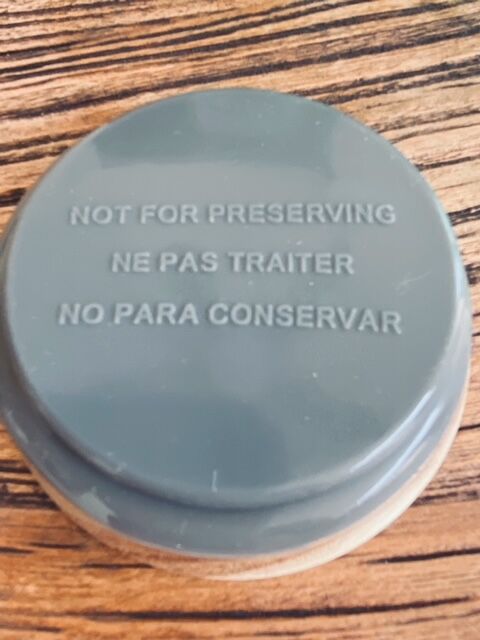 NOT FOR PRESERVING
NE PAS TRAITER
NO PARA CONSERVAR